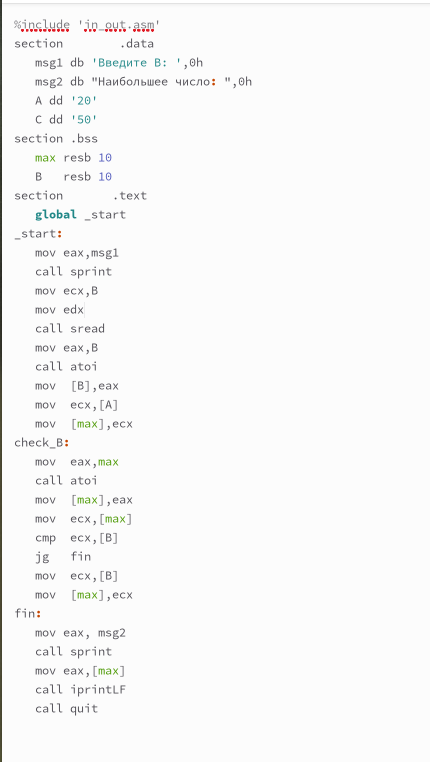 %include 'in_out.asm'
section        .data
   msg1 db 'Введите B: ',0h
   msg2 db "Наибольшее число: ",0h
   A dd '20'
   C dd '50'
section .bss
   max resb 10
   B   resb 10
section       .text
   global _start
_start:
   mov eax,msg1
   call sprint
   mov ecx,B
   mov edx
   call sread
   mov eax,B
   call atoi
   mov  [B],eax
   mov  ecx,[A]
   mov  [max],ecx
check_B:
   mov  eax,max
   call atoi
   mov  [max],eax
   mov  ecx,[max]
   cmp  ecx,[B]
   jg   fin
   mov  ecx,[B]
   mov  [max],ecx
fin:
   mov eax, msg2
   call sprint
   mov eax,[max]
   call iprintLF
   call quit